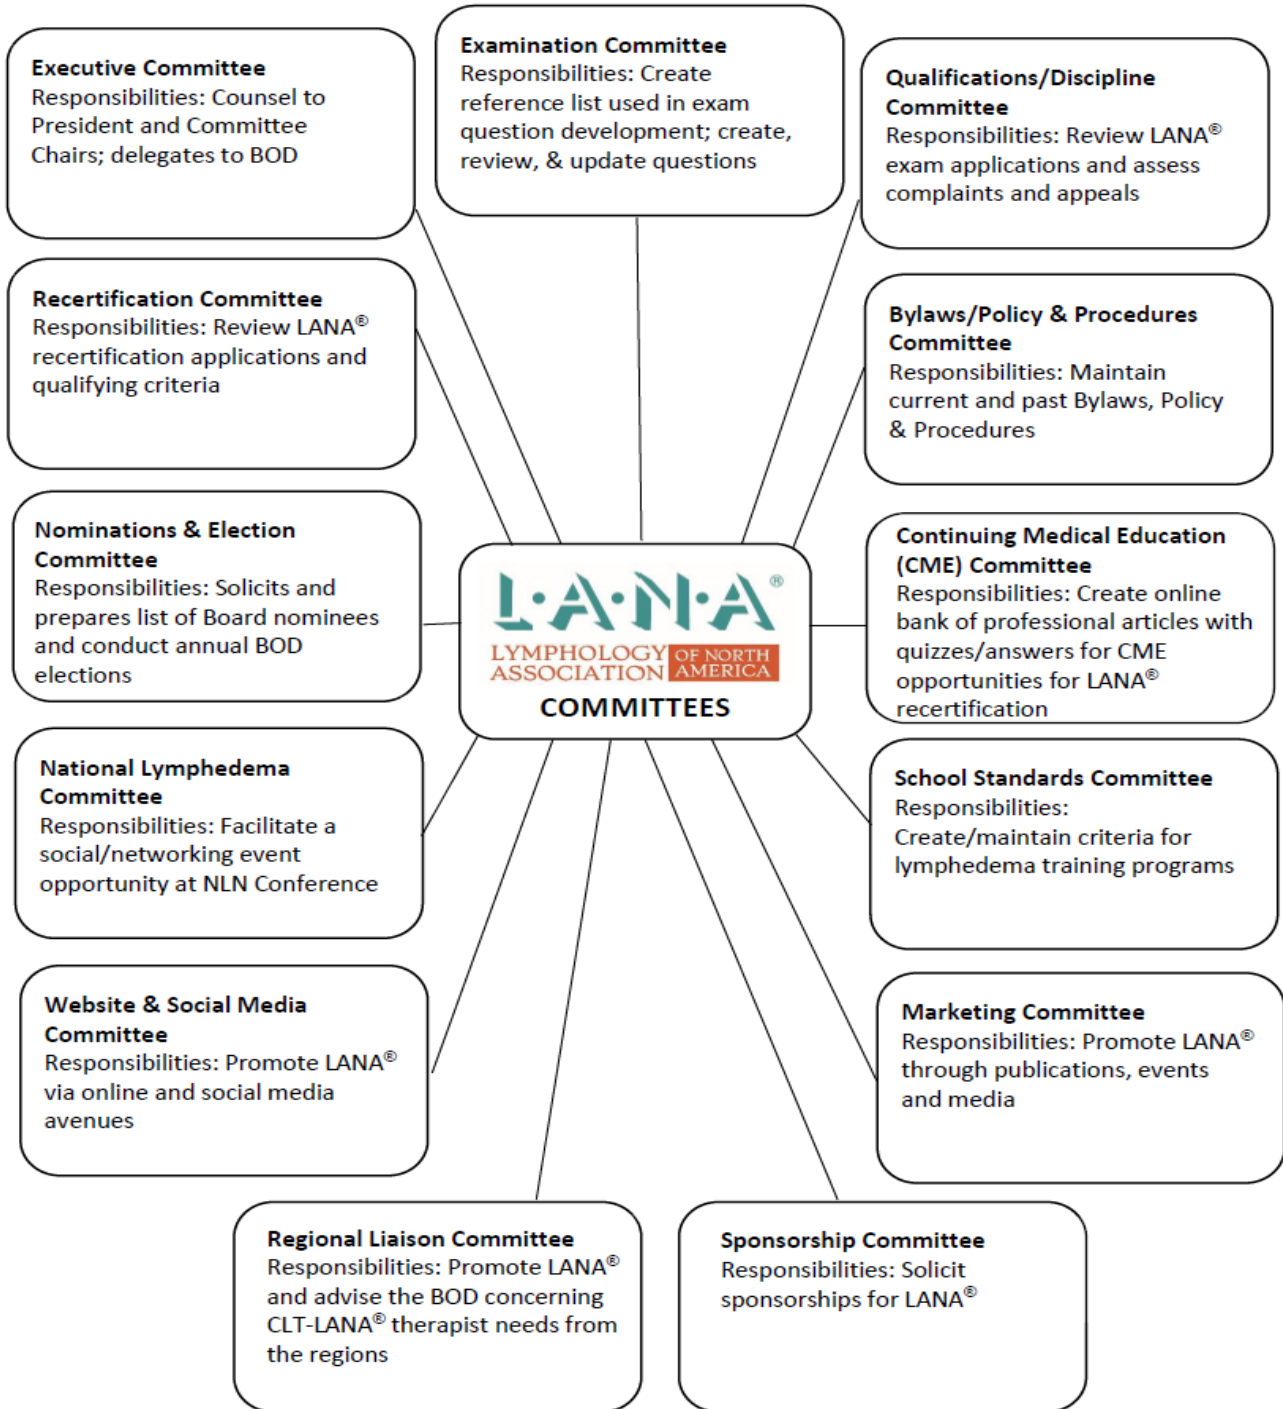 Executive Committee
Responsibilities: Counsel to
President and Committee
Chairs; delegates to BOD
Examination Committee
Responsibilities: Create
reference list used in exam
question development; create,
review, & update questions
Qualifications/Discipline
Committee
Responsibilities: Review LANA®
exam applications and assess
complaints and appeals
Recertification Committee
Responsibilities: Review LANA®
recertification applications and
qualifying criteria
Bylaws/Policy & Procedures
Committee
Responsibilities: Maintain
current and past Bylaws, Policy
& Procedures
Nominations & Election
Committee
Responsibilities: Solicits and
prepares list of Board nominees
and conduct annual BOD
elections
L·A·N·A®
LYMPHOLOGY OF NORTH
ASSOCIATION AMERICA
COMMITTEES
Continuing Medical Education
(CME) Committee
Responsibilities: Create online
bank of professional articles with
quizzes/answers for CME
opportunities for LANA®
recertification
National Lymphedema
Committee
Responsibilities: Facilitate a
social/networking event
opportunity at NLN Conference
School Standards Committee
Responsibilities:
Create/maintain criteria for
lymphedema training programs
Website & Social Media
Committee
Responsibilities: Promote LANA®
via online and social media
avenues
Marketing Committee
Responsibilities: Promote LANA®
through publications, events
and media
Regional Liaison Committee
Responsibilities: Promote LANA®
and advise the BOD concerning
CLT-LANA® therapist needs from
the regions
Sponsorship Committee
Responsibilities: Solicit
sponsorships for LANA®